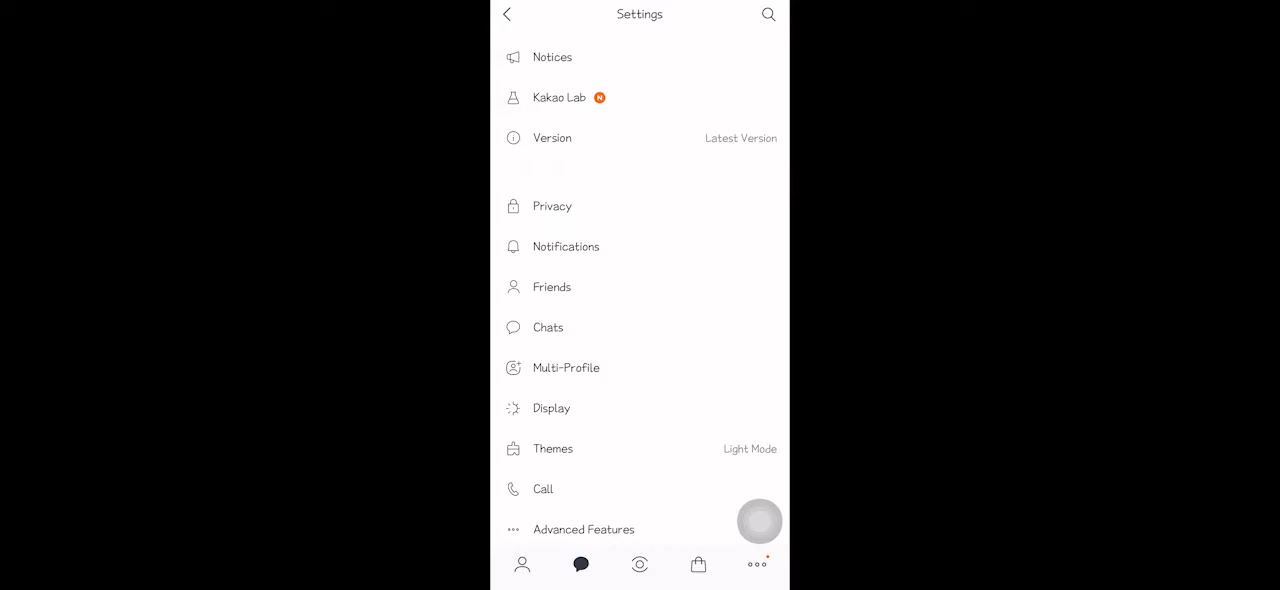 Settings
Notices
Kakao Lab N
Version Latest Version
Privacy
Notifications
Friends
Chats
Multi-Profile
Display
Themes Light Mode
Call
Advanced Features